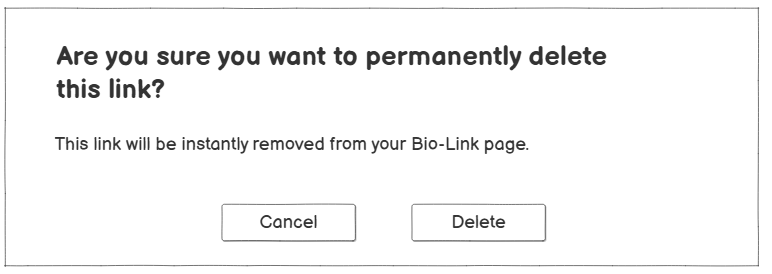 Are you sure you want to permanently delete
this link?
This link will be instantly removed from your Bio-Link page.
Cancel
Delete